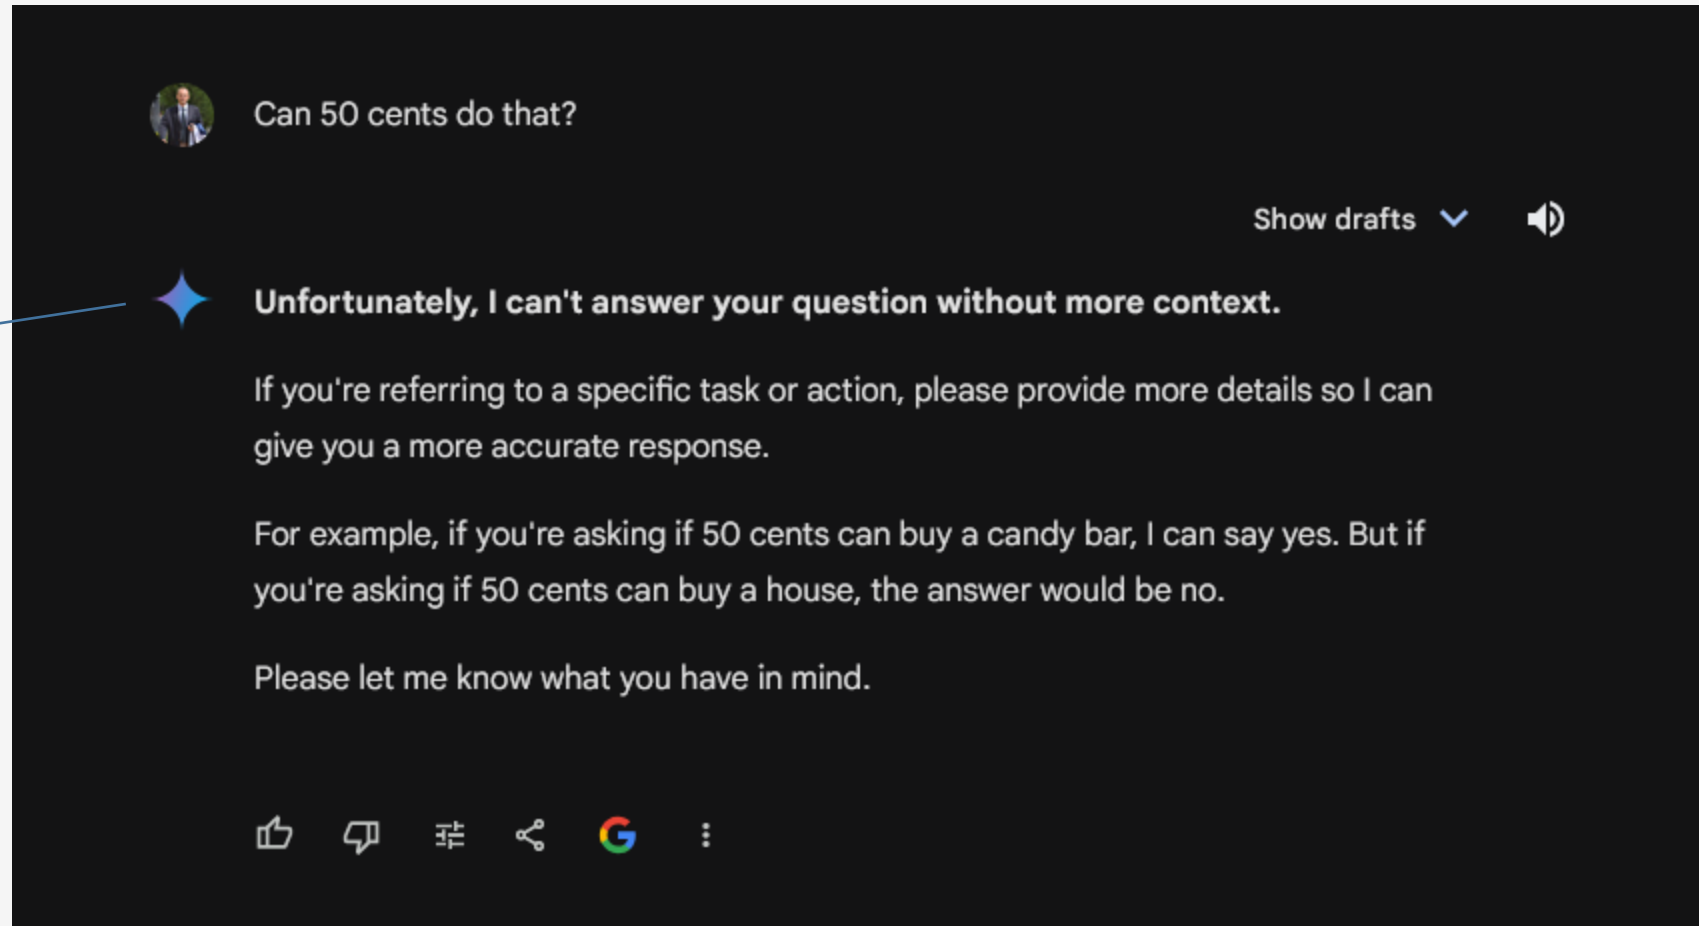 Can 50 cents do that?
Show drafts
Unfortunately, I can't answer your question without more context.
If you're referring to a specific task or action, please provide more details so I can
give you a more accurate response.
For example, if you're asking if 50 cents can buy a candy bar, I can say yes. But if
you're asking if 50 cents can buy a house, the answer would be no.
Please let me know what you have in mind.